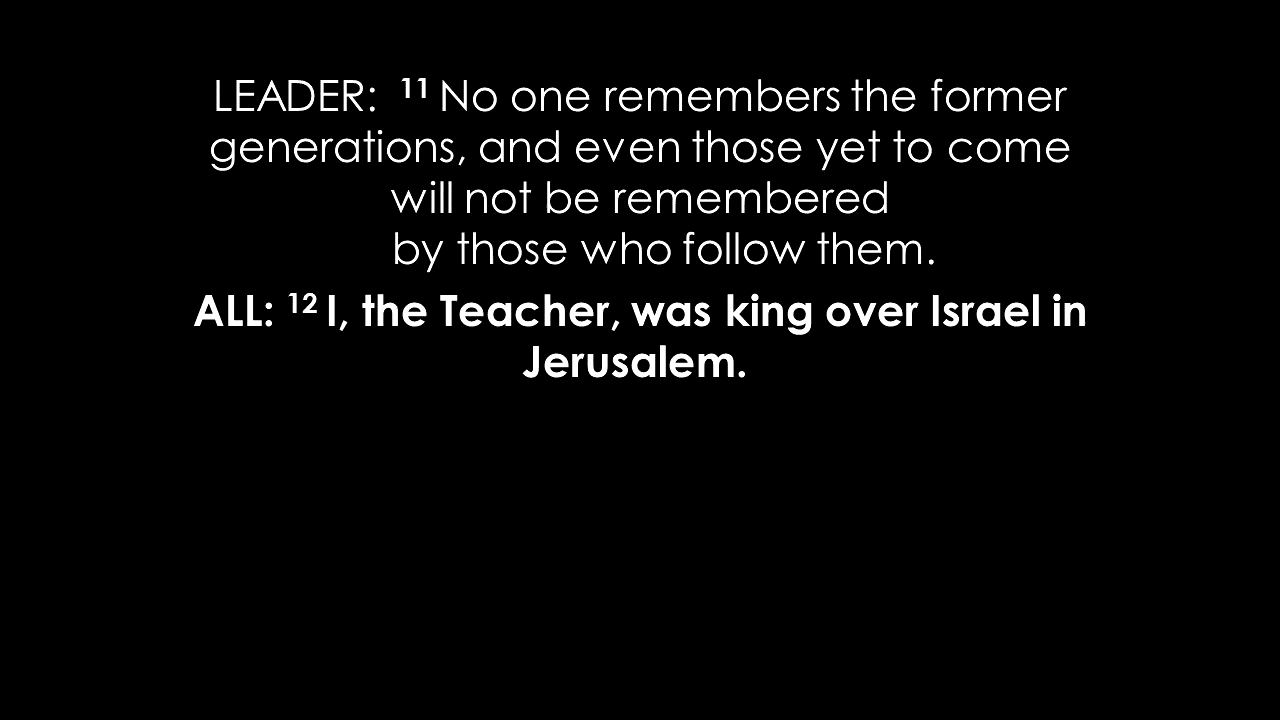 LEADER: 11 No one remembers the former
generations, and even those yet to come
will not be remembered
by those who follow them.
ALL: 12 I, the Teacher, was king over Israel in
Jerusalem.